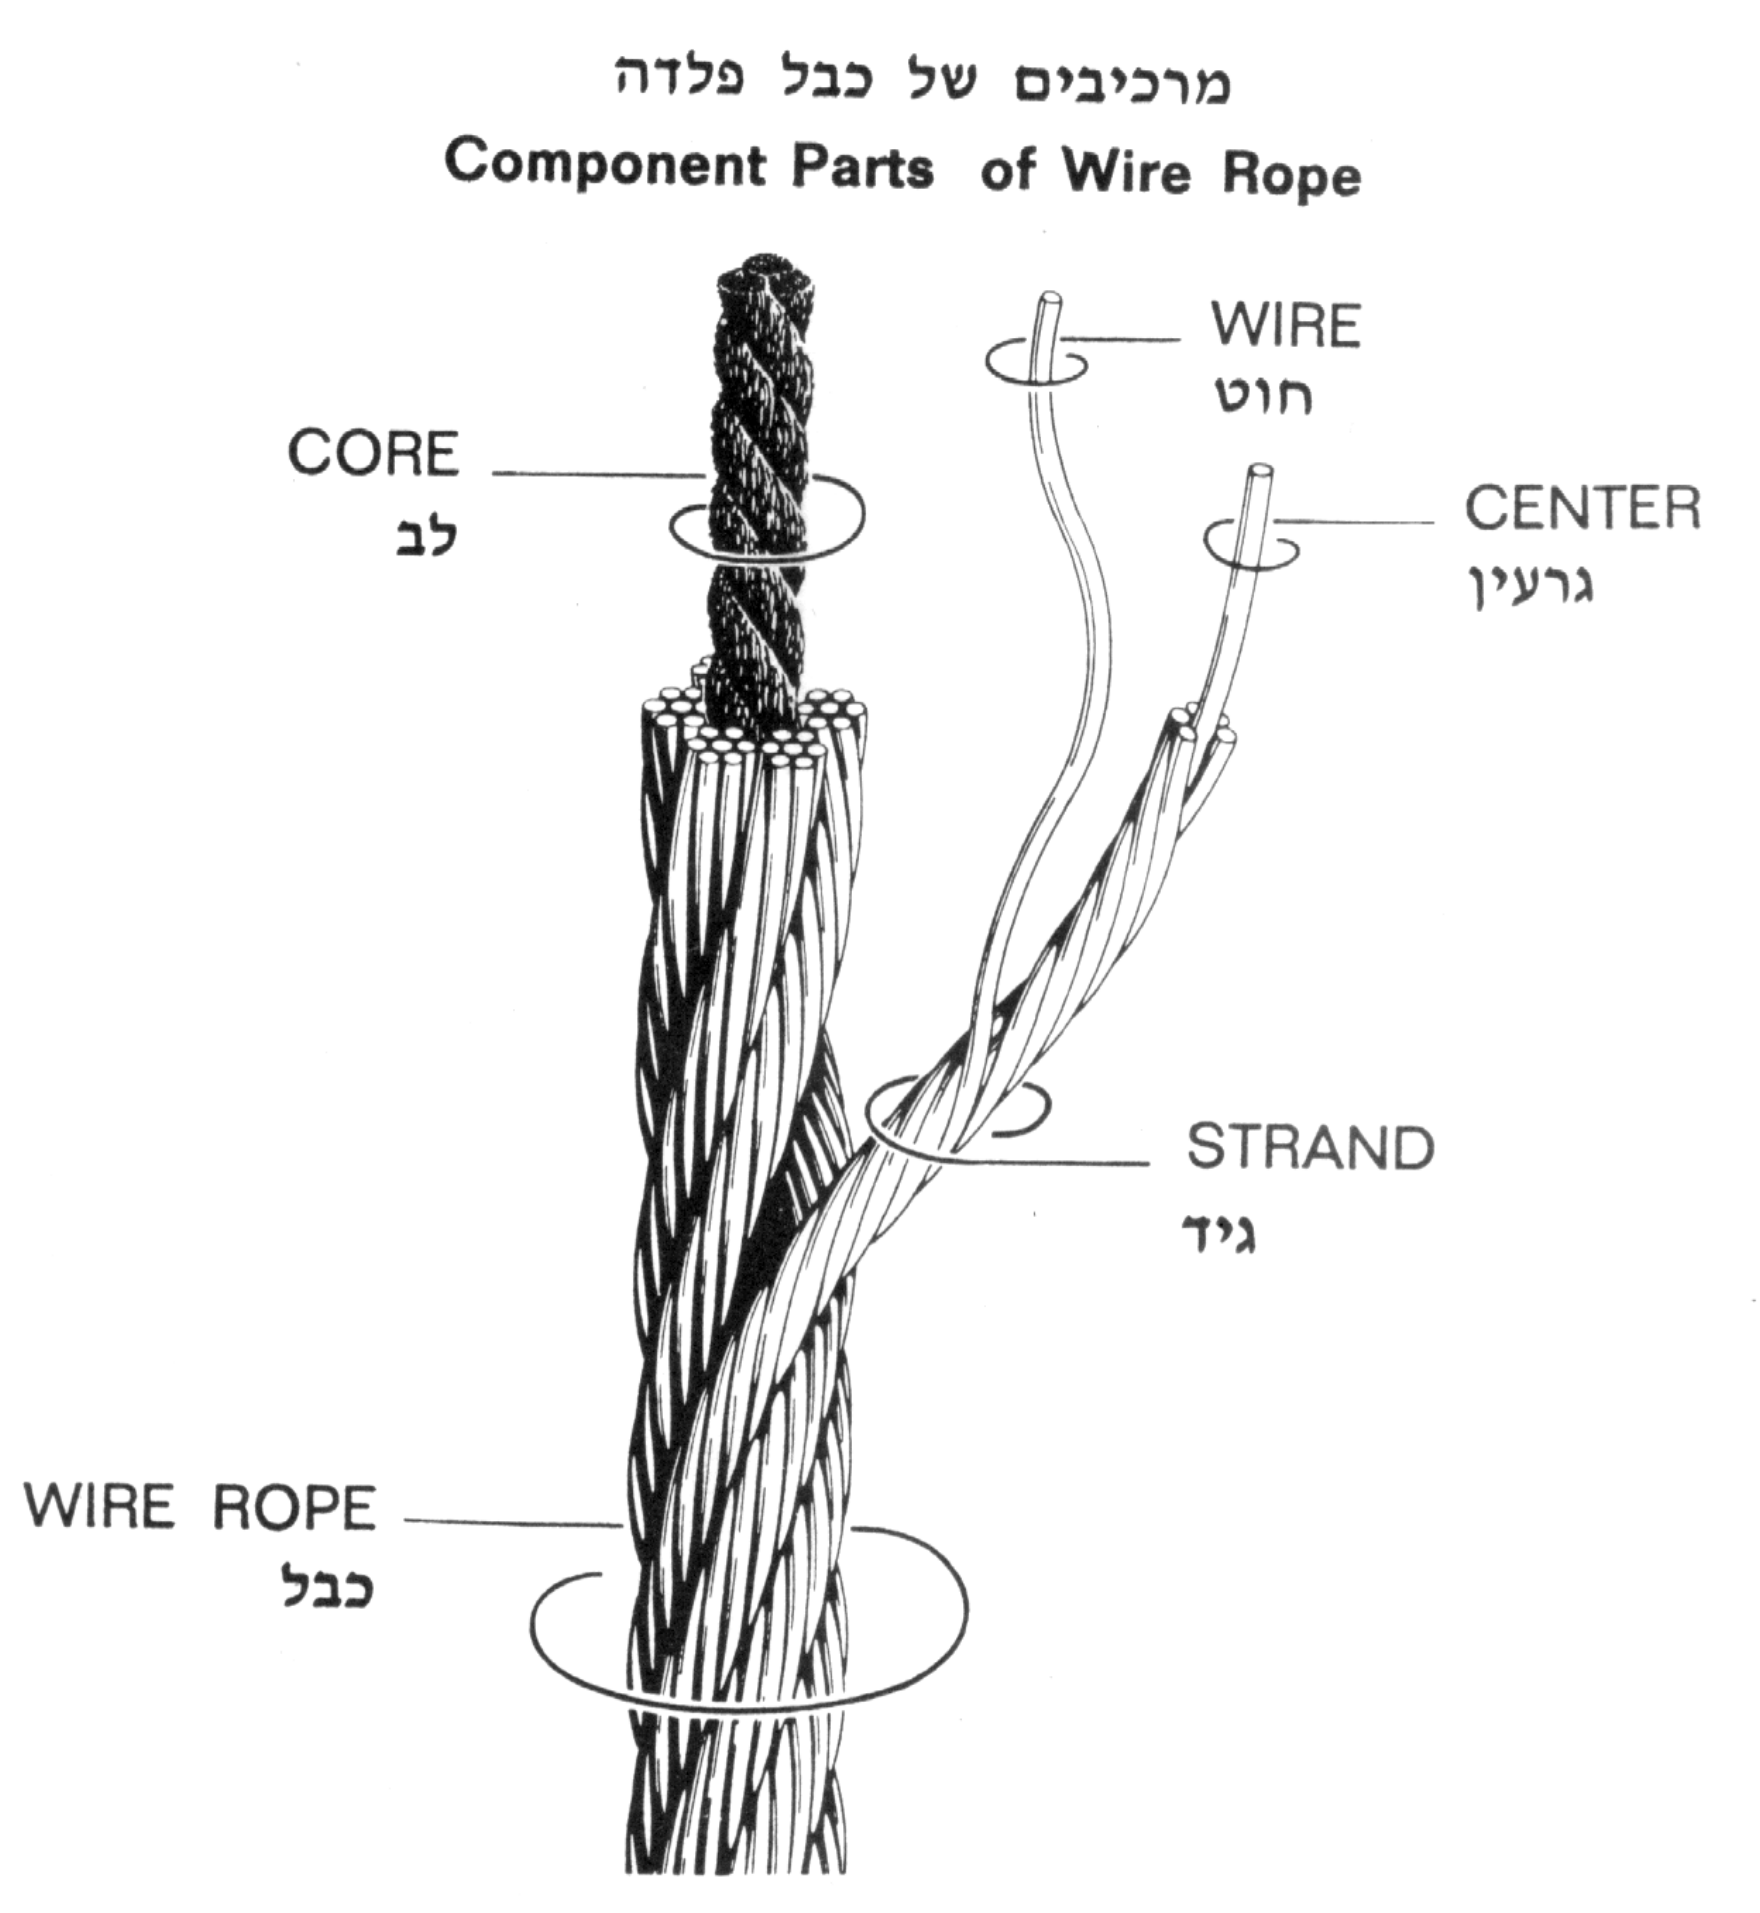 מרכיבים של כבל פלדה
Component Parts of Wire Rope
WIRE
חוט
CORE
לב
CENTER
גרעין
STRAND
גיד
WIRE ROPE
כבל